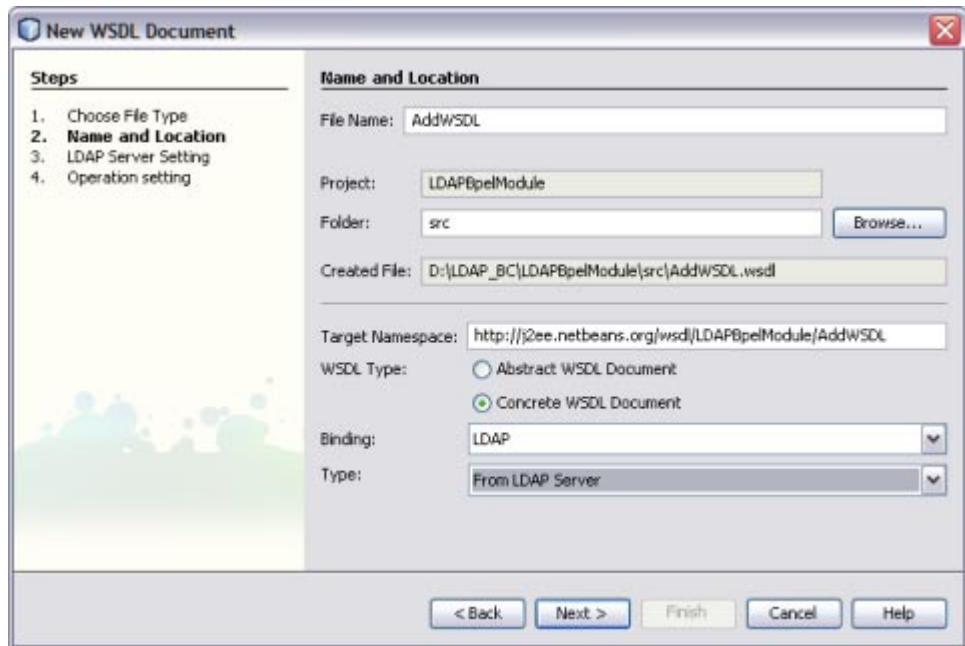 New WSDL Document
Steps
1. Choose File Type
2. Name and Location
3. LDAP Server Setting
4. Operation setting
Name and Location
File Name: AddWSDL
Project: LDAPBpelModule
Folder: src Browse...
Created File: D:\LDAP_BC\LDAPBpelModule\src\AddWSDL.wsdl
Target Namespace: http://j2ee.netbeans.org/wsdl/LDAPBpelModule/AddWSDL
WSDL Type: Abstract WSDL Document
Concrete WSDL Document
Binding: LDAP
Type: From LDAP Server
< Back Next > Finish Cancel Help